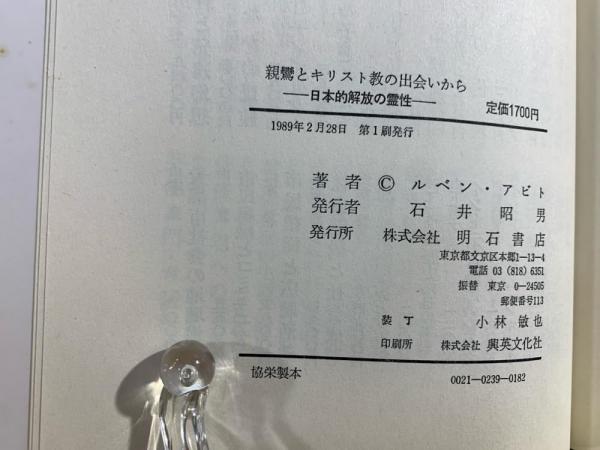 親鸞とキリスト教の出会いから
——日本的解放の霊性——
定価1700円
1989年2月28日 第1刷発行
著者 © ルベン・アビト
発行者 石井昭男
発行所 株式会社 明石書店
東京都文京区本郷1—13—4
電話 03 (818) 6351
振替 東京 0—24505
郵便番号113
装丁 小林敏也
印刷所 株式会社 興英文化社
協栄製本 0021—0239—0182